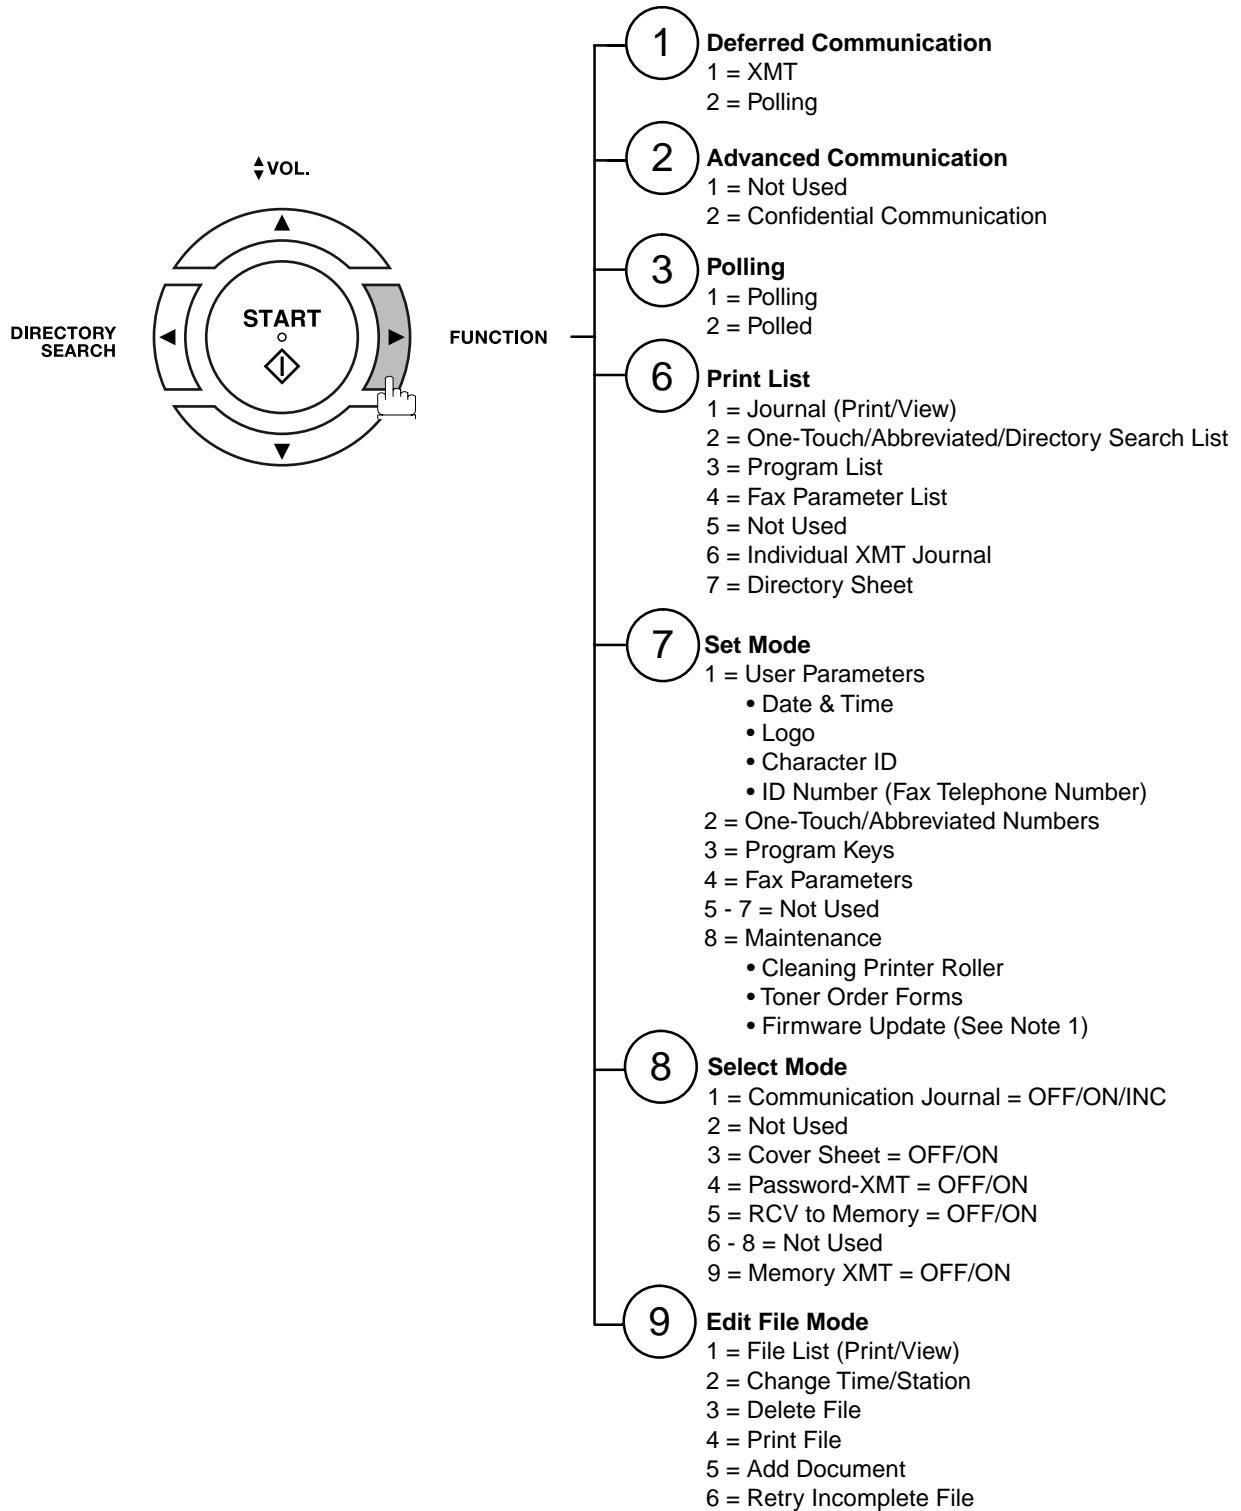 VOL.
START
DIRECTORY
SEARCH
FUNCTION
1 Deferred Communication
1 = XMT
2 = Polling
2 Advanced Communication
1 = Not Used
2 = Confidential Communication
3 Polling
1 = Polling
2 = Polled
6 Print List
1 = Journal (Print/View)
2 = One-Touch/Abbreviated/Directory Search List
3 = Program List
4 = Fax Parameter List
5 = Not Used
6 = Individual XMT Journal
7 = Directory Sheet
7 Set Mode
1 = User Parameters
• Date & Time
• Logo
• Character ID
• ID Number (Fax Telephone Number)
2 = One-Touch/Abbreviated Numbers
3 = Program Keys
4 = Fax Parameters
5 - 7 = Not Used
8 = Maintenance
• Cleaning Printer Roller
• Toner Order Forms
• Firmware Update (See Note 1)
8 Select Mode
1 = Communication Journal = OFF/ON/INC
2 = Not Used
3 = Cover Sheet = OFF/ON
4 = Password-XMT = OFF/ON
5 = RCV to Memory = OFF/ON
6 - 8 = Not Used
9 = Memory XMT = OFF/ON
9 Edit File Mode
1 = File List (Print/View)
2 = Change Time/Station
3 = Delete File
4 = Print File
5 = Add Document
6 = Retry Incomplete File